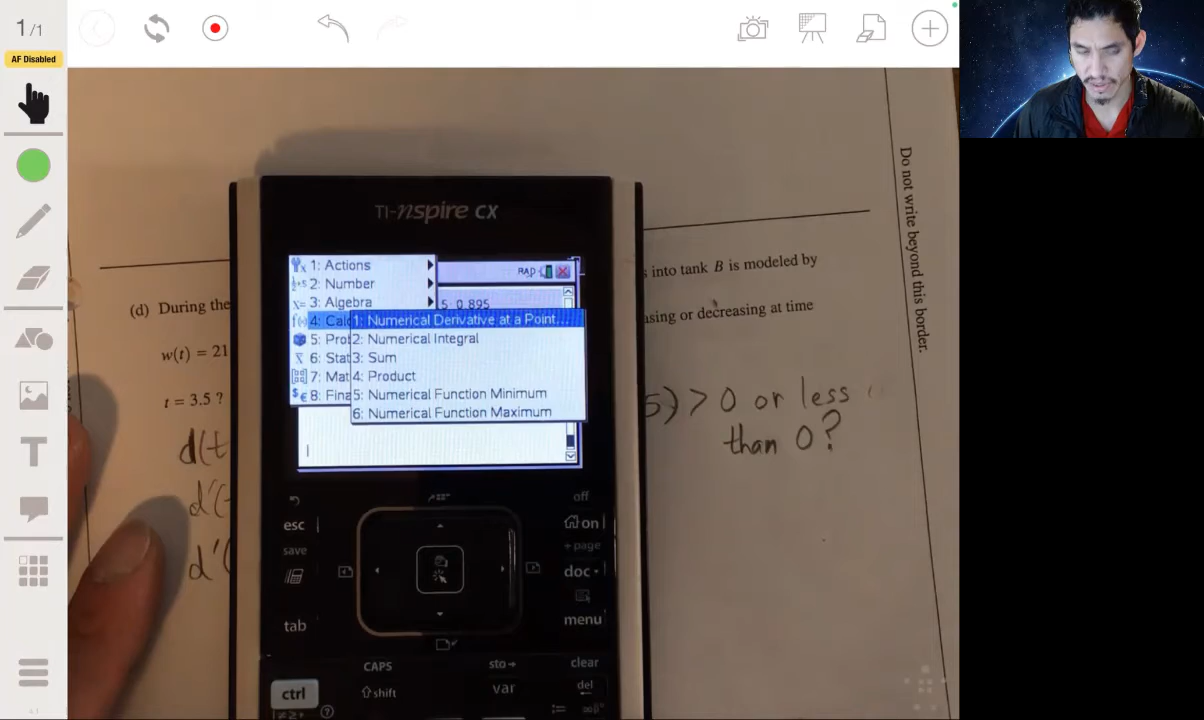 1/1
AF Disabled
TI-nspire cx
1: Actions
2: Number
3: Algebra
4: Calc
5: Prob
6: Stat
7: Mat
8: Fina
RAD
5· 0.895
1: Numerical Derivative at a Point...
2: Numerical Integral
3: Sum
4: Product
5: Numerical Function Minimum
6: Numerical Function Maximum
(d) During the
s into tank B is modeled by
w(t) = 21
asing or decreasing at time
t = 3.5 ?
5) > 0 or less
than 0?
d(t
d'(
d'(
Do not write beyond this border.
off
esc
on
save
+page
doc
tab
menu
CAPS
sto→
clear
ctrl
shift
var
del
T